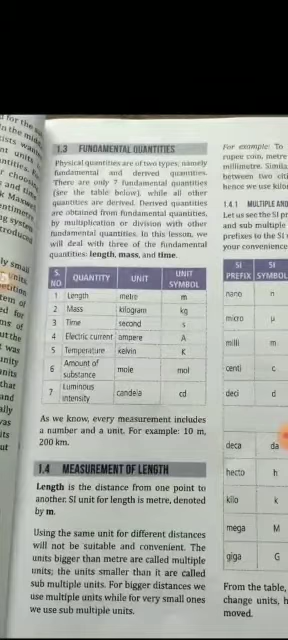 1.3 FUNDAMENTAL QUANTITIES
Physical quantities are of two types; namely
fundamental and derived quantities.
There are only 7 fundamental quantities
(see the table below), while all other
quantities are derived. Derived quantities
are obtained from fundamental quantities,
by multiplication or division with other
fundamental quantities. In this lesson, we
will deal with three of the fundamental
quantities: length, mass, and time.
S. NO QUANTITY UNIT UNIT SYMBOL
1 Length metre m
2 Mass kilogram kg
3 Time second s
4 Electric current ampere A
5 Temperature kelvin K
6 Amount of substance mole mol
7 Luminous intensity candela cd
As we know, every measurement includes
a number and a unit. For example: 10 m,
200 km.
1.4 MEASUREMENT OF LENGTH
Length is the distance from one point to
another. SI unit for length is metre, denoted
by m.
Using the same unit for different distances
will not be suitable and convenient. The
units bigger than metre are called multiple
units; the units smaller than it are called
sub multiple units. For bigger distances we
use multiple units while for very small ones
we use sub multiple units.
For example: To
rupee coin, metre
millimetre.
between two
hence we use
1.4.1 MULTIPLE AND
Let us see the SI
and sub multiple
prefixes to the SI
your convenience
SI PREFIX SI SYMBOL
nano n
micro μ
milli m
centi c
deci d
deca da
hecto h
kilo k
mega M
giga G
From the table,
change units,
moved.